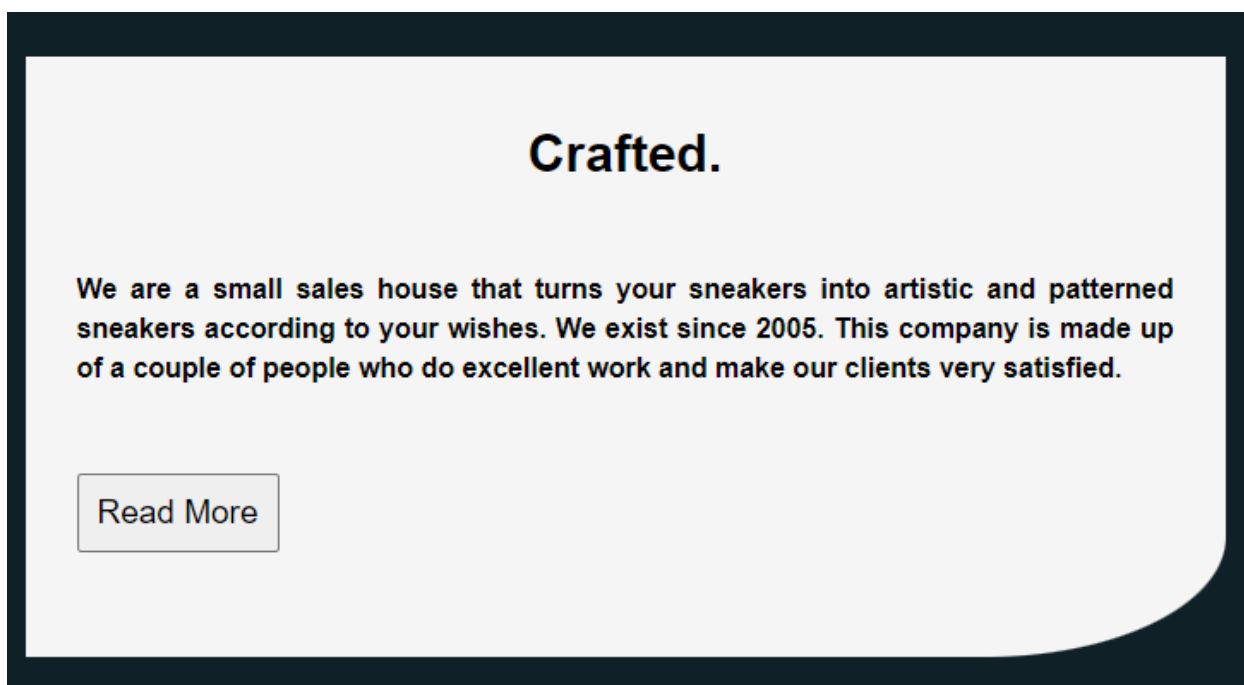 Crafted.
We are a small sales house that turns your sneakers into artistic and patterned
sneakers according to your wishes. We exist since 2005. This company is made up
of a couple of people who do excellent work and make our clients very satisfied.
Read More